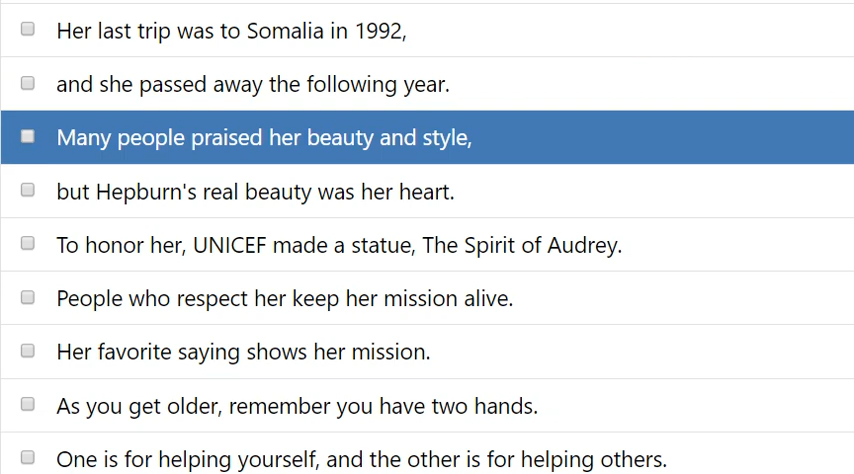 Her last trip was to Somalia in 1992,
and she passed away the following year.
Many people praised her beauty and style,
but Hepburn's real beauty was her heart.
To honor her, UNICEF made a statue, The Spirit of Audrey.
People who respect her keep her mission alive.
Her favorite saying shows her mission.
As you get older, remember you have two hands.
One is for helping yourself, and the other is for helping others.